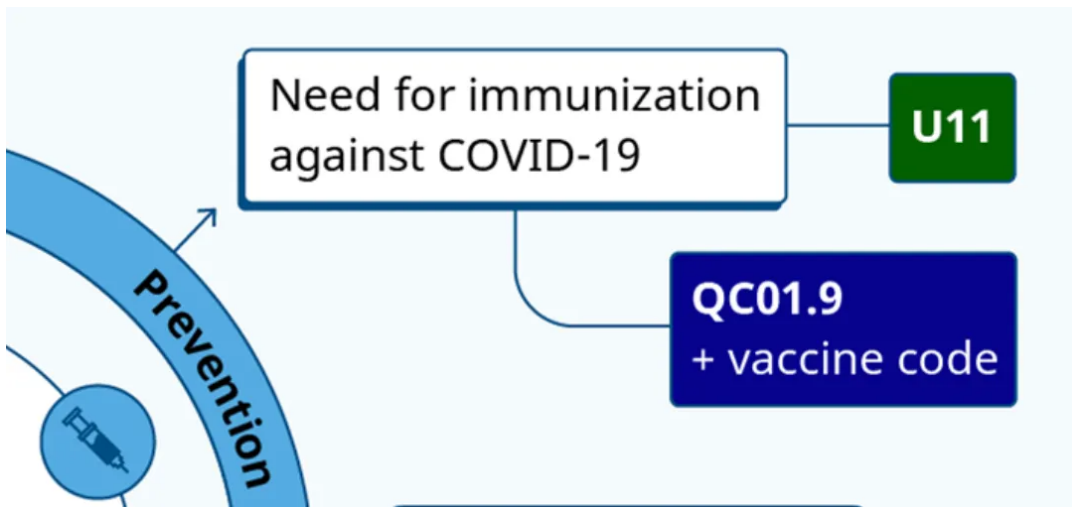 Need for immunization
against COVID-19
U11
QC01.9
+ vaccine code
Prevention